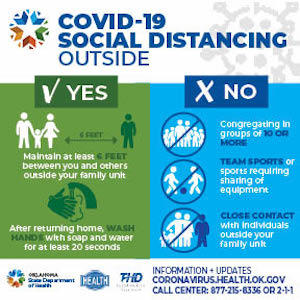 COVID-19
SOCIAL DISTANCING
OUTSIDE
YES
6 FEET
Maintain at least 6 FEET
between you and others
outside your family unit
After returning home, WASH
HANDS with soap and water
for at least 20 seconds
X NO
Congregating in
groups of 10 OR
MORE
TEAM SPORTS or
sports requiring
sharing of
equipment
CLOSE CONTACT
with individuals
outside your
family unit
OKLAHOMA
State Department
of Health
HEALTH
THD
INFORMATION + UPDATES
CORONAVIRUS.HEALTH.OK.GOV
CALL CENTER: 877-215-8336 OR 2-1-1